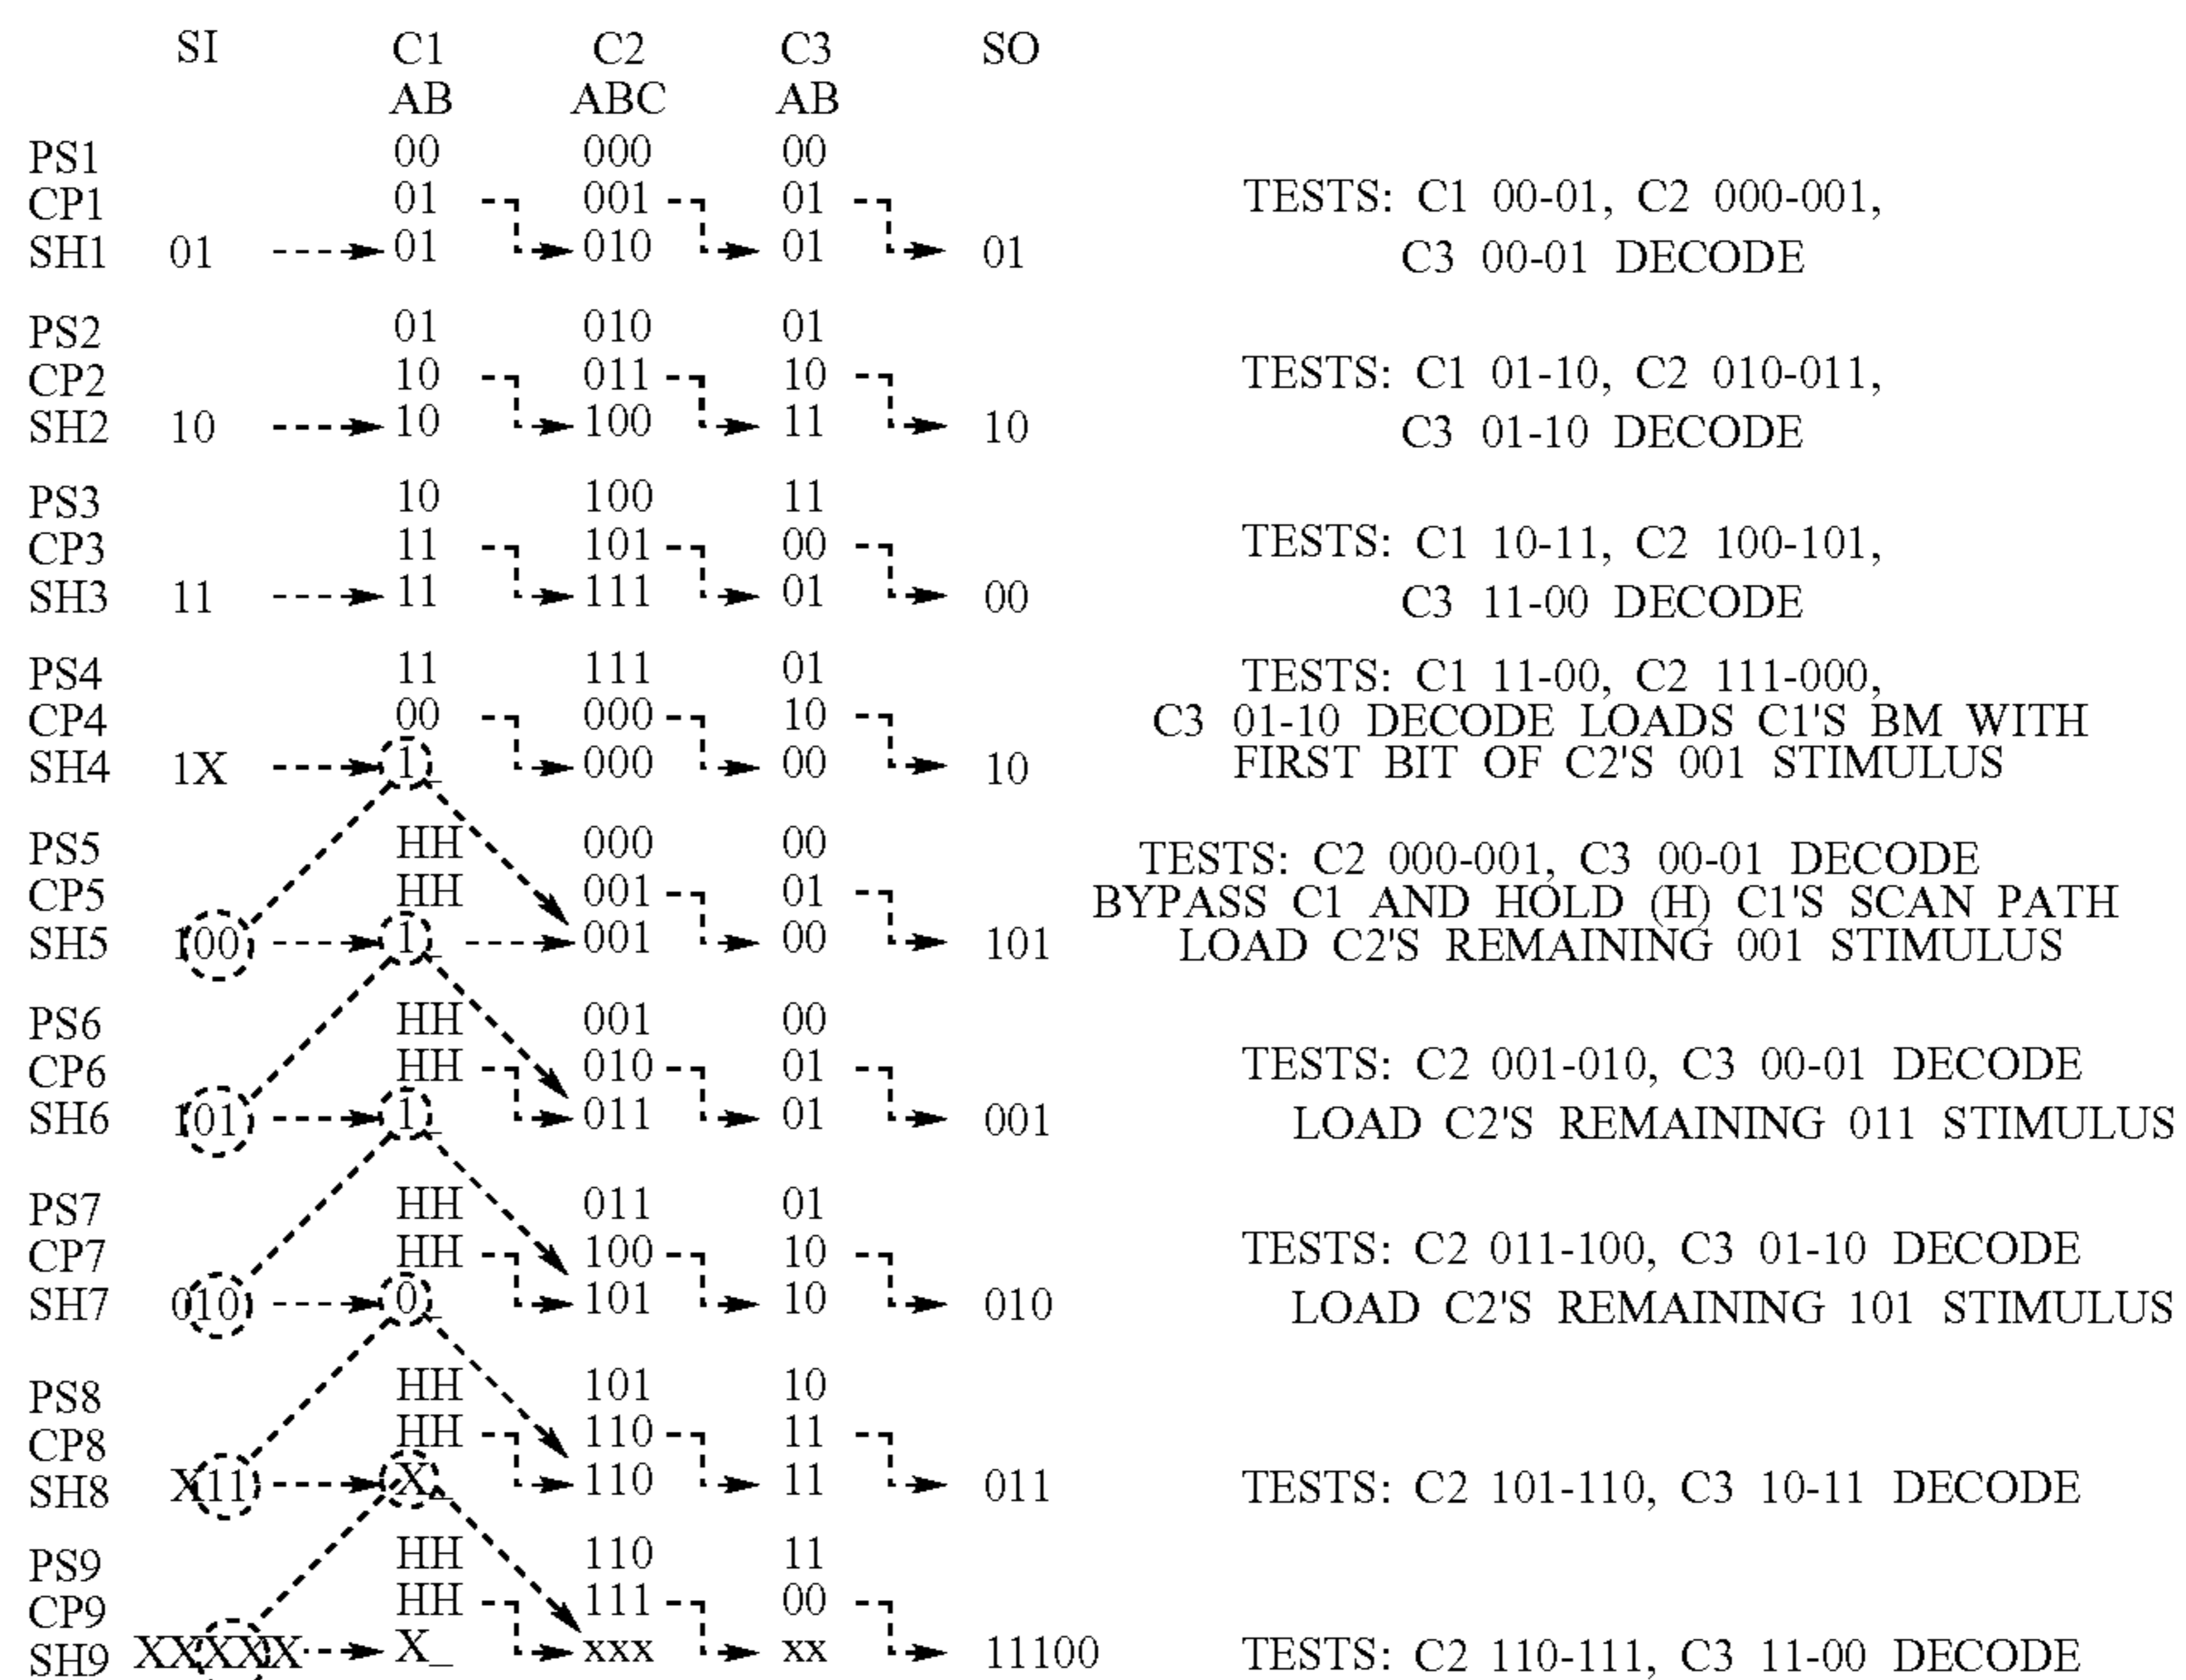 SI C1 C2 C3 SO
AB ABC AB
PS1 00 000 00
CP1 01 001 01 TESTS: C1 00-01, C2 000-001,
SH1 01 01 010 01 01 C3 00-01 DECODE
PS2 01 010 01
CP2 10 011 10 TESTS: C1 01-10, C2 010-011,
SH2 10 10 100 11 10 C3 01-10 DECODE
PS3 10 100 11
CP3 11 101 00 TESTS: C1 10-11, C2 100-101,
SH3 11 11 111 01 00 C3 11-00 DECODE
PS4 11 111 01 TESTS: C1 11-00, C2 111-000,
CP4 00 000 10 C3 01-10 DECODE LOADS C1'S BM WITH
SH4 1X 1_ 000 00 10 FIRST BIT OF C2'S 001 STIMULUS
PS5 HH 000 00 TESTS: C2 000-001, C3 00-01 DECODE
CP5 HH 001 01 BYPASS C1 AND HOLD (H) C1'S SCAN PATH
SH5 100 1_ 001 00 101 LOAD C2'S REMAINING 001 STIMULUS
PS6 HH 001 00
CP6 HH 010 01 TESTS: C2 001-010, C3 00-01 DECODE
SH6 101 1_ 011 01 001 LOAD C2'S REMAINING 011 STIMULUS
PS7 HH 011 01
CP7 HH 100 10 TESTS: C2 011-100, C3 01-10 DECODE
SH7 010 0_ 101 10 010 LOAD C2'S REMAINING 101 STIMULUS
PS8 HH 101 10
CP8 HH 110 11
SH8 X11 X_ 110 11 011 TESTS: C2 101-110, C3 10-11 DECODE
PS9 HH 110 11
CP9 HH 111 00
SH9 XXXXX X_ xxx xx 11100 TESTS: C2 110-111, C3 11-00 DECODE